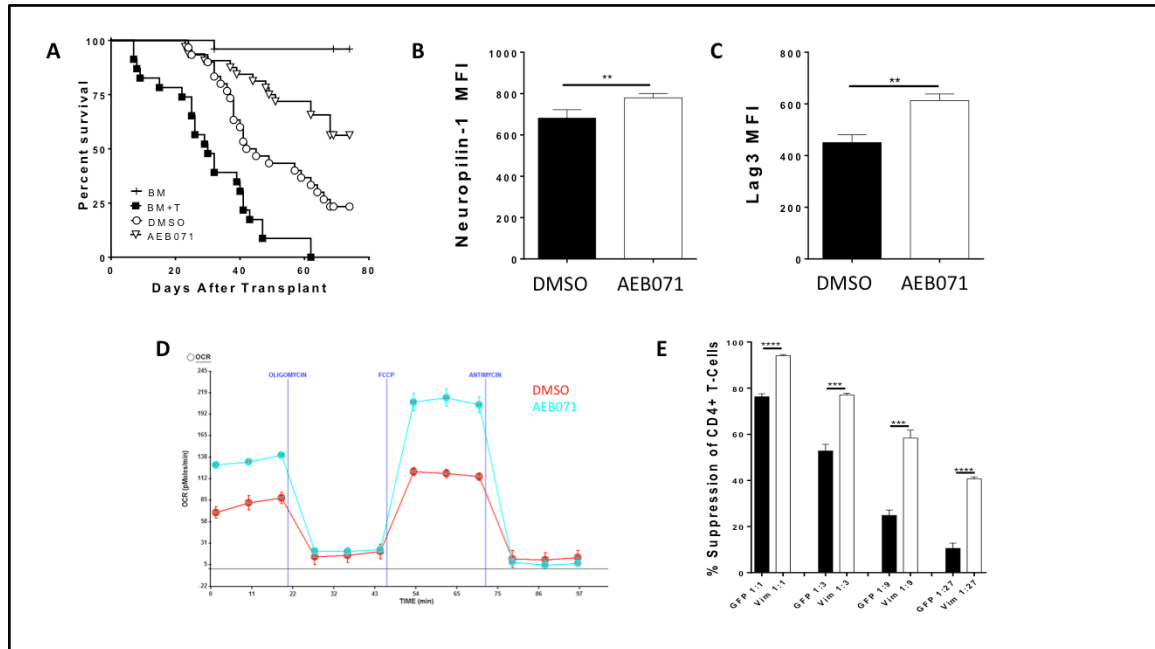 A
Percent survival
100
75
50
25
0
BM
BM+T
DMSO
AEB071
0 20 40 60 80
Days After Transplant
B
Neuropilin-1 MFI
1000
800
600
400
200
0
**
DMSO AEB071
C
Lag3 MFI
800
600
400
200
0
**
DMSO AEB071
D
OCR
OCR (pMoles/min)
245
219
192
165
138
112
85
58
31
5
-22
OLIGOMYCIN FCCP ANTIMYCIN
DMSO
AEB071
0 11 22 33 44 54 65 75 86 97
TIME (min)
E
% Suppression of CD4+ T-Cells
100
80
60
40
20
0
**** *** *** ****
GFP 1:1
Vim 1:1
GFP 1:3
Vim 1:3
GFP 1:9
Vim 1:9
GFP 1:27
Vim 1:27